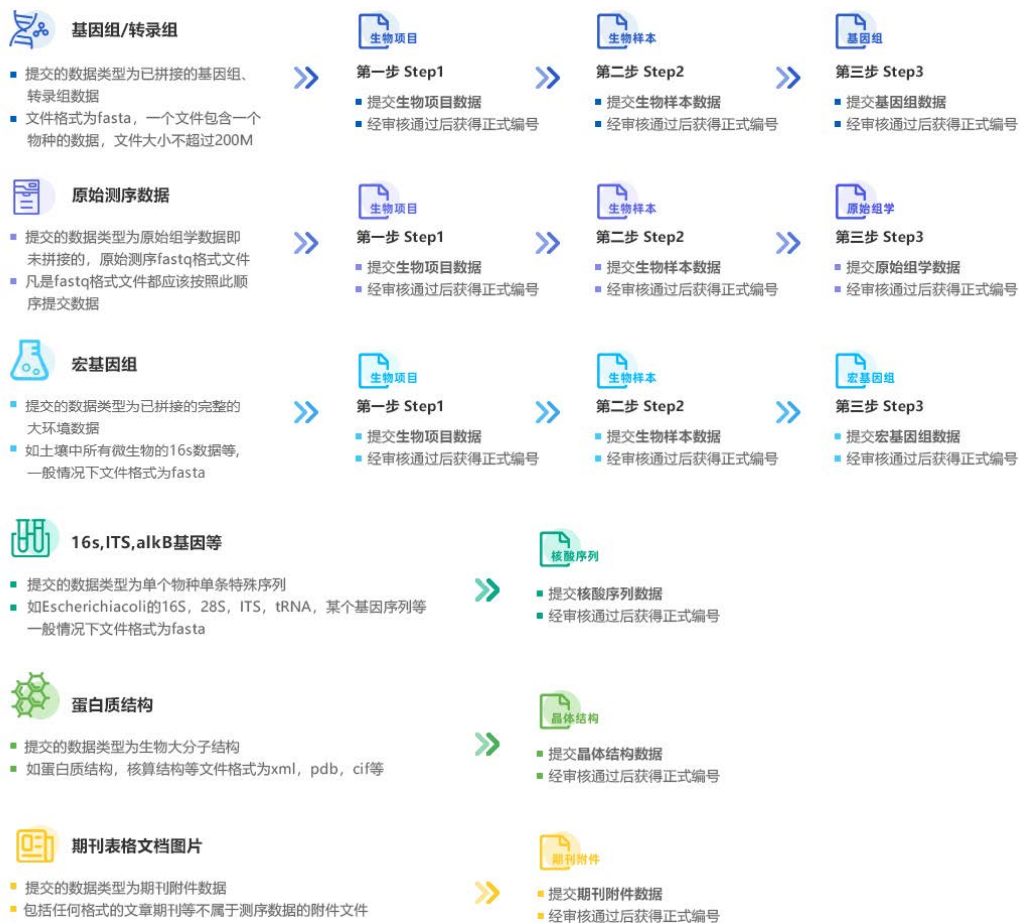 基因组/转录组
提交的数据类型为已拼接的基因组、
转录组数据
文件格式为fasta，一个文件包含一个
物种的数据，文件大小不超过200M
生物项目
第一步 Step1
提交生物项目数据
经审核通过后获得正式编号
生物样本
第二步 Step2
提交生物样本数据
经审核通过后获得正式编号
基因组
第三步 Step3
提交基因组数据
经审核通过后获得正式编号
原始测序数据
提交的数据类型为原始组学数据即
未拼接的，原始测序fastq格式文件
凡是fastq格式文件都应该按照此顺
序提交数据
生物项目
第一步 Step1
提交生物项目数据
经审核通过后获得正式编号
生物样本
第二步 Step2
提交生物样本数据
经审核通过后获得正式编号
原始组学
第三步 Step3
提交原始组学数据
经审核通过后获得正式编号
宏基因组
提交的数据类型为已拼接的完整的
大环境数据
如土壤中所有微生物的16s数据等,
一般情况下文件格式为fasta
生物项目
第一步 Step1
提交生物项目数据
经审核通过后获得正式编号
生物样本
第二步 Step2
提交生物样本数据
经审核通过后获得正式编号
宏基因组
第三步 Step3
提交宏基因组数据
经审核通过后获得正式编号
16s,ITS,alkB基因等
提交的数据类型为单个物种单条特殊序列
如Escherichiacoli的16S，28S，ITS，tRNA，某个基因序列等
一般情况下文件格式为fasta
核酸序列
提交核酸序列数据
经审核通过后获得正式编号
蛋白质结构
提交的数据类型为生物大分子结构
如蛋白质结构，核算结构等文件格式为xml，pdb，cif等
晶体结构
提交晶体结构数据
经审核通过后获得正式编号
期刊表格文档图片
提交的数据类型为期刊附件数据
包括任何格式的文章期刊等不属于测序数据的附件文件
期刊附件
提交期刊附件数据
经审核通过后获得正式编号